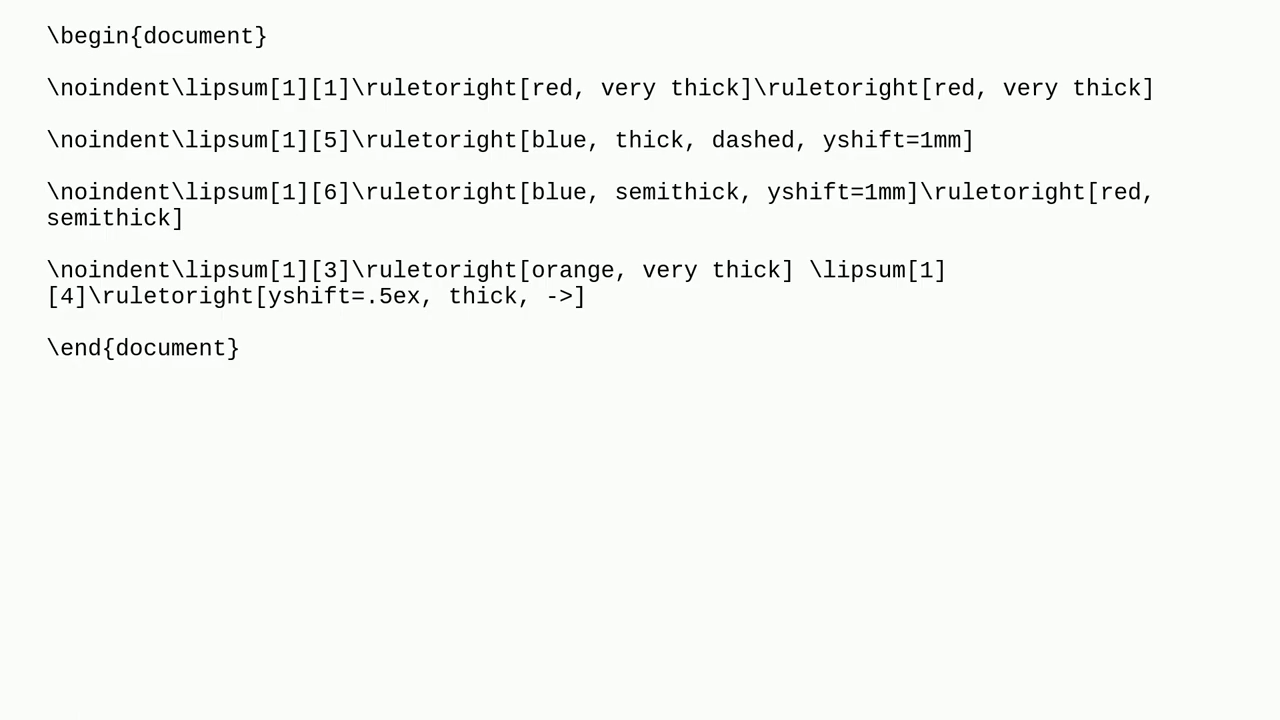 \begin{document}
\noindent\lipsum[1][1]\ruletoright[red, very thick]\ruletoright[red, very thick]
\noindent\lipsum[1][5]\ruletoright[blue, thick, dashed, yshift=1mm]
\noindent\lipsum[1][6]\ruletoright[blue, semithick, yshift=1mm]\ruletoright[red,
semithick]
\noindent\lipsum[1][3]\ruletoright[orange, very thick] \lipsum[1]
[4]\ruletoright[yshift=.5ex, thick, ->]
\end{document}